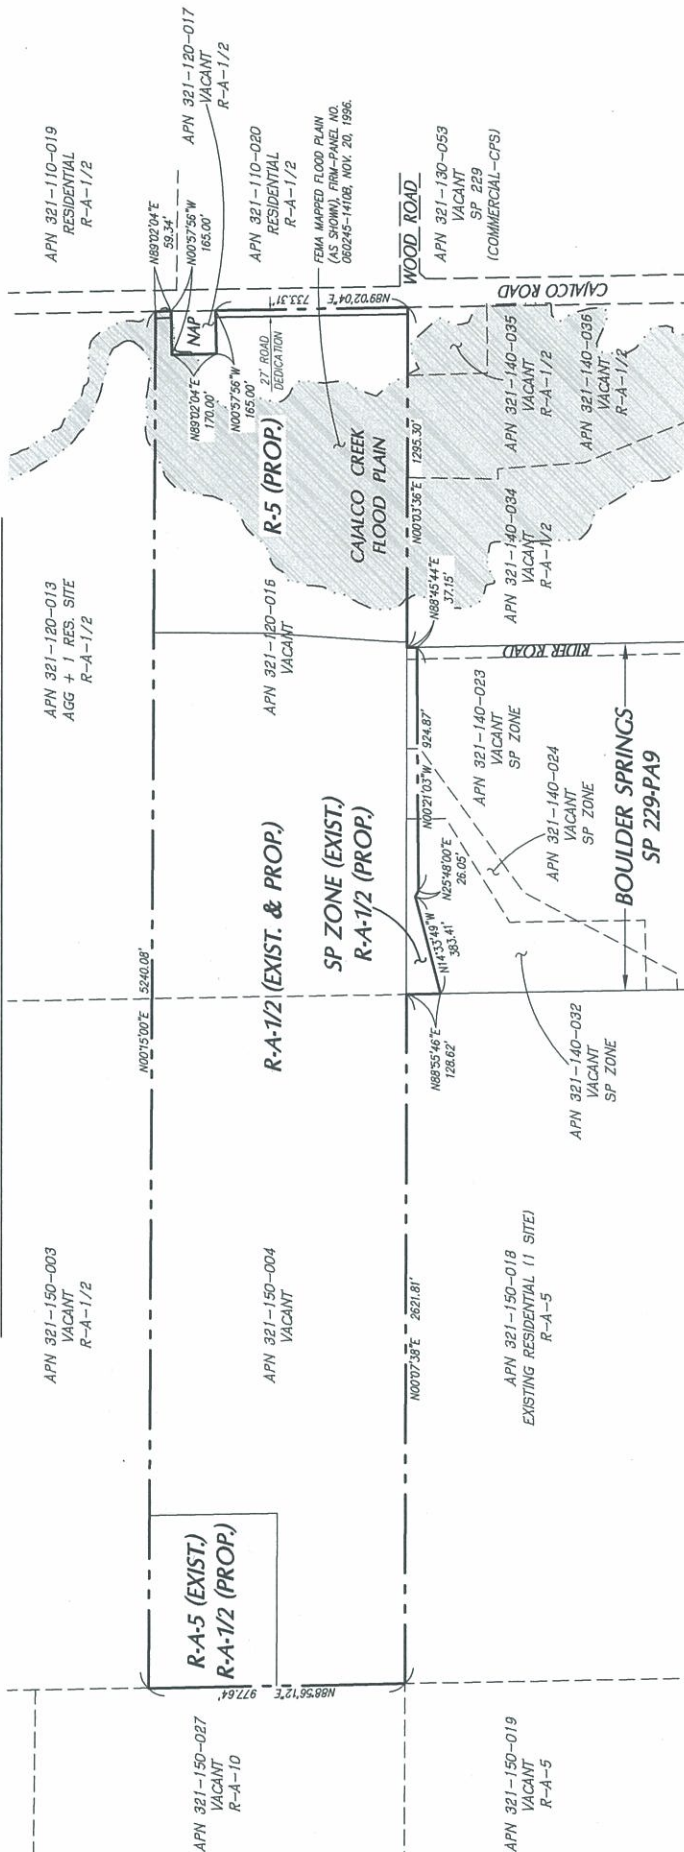 APN 321-150-027
VACANT
R-A-10
APN 321-150-003
VACANT
R-A-1/2
APN 321-120-013
AGG + 1 RES. SITE
R-A-1/2
APN 321-110-019
RESIDENTIAL
R-A-1/2
APN 321-120-017
VACANT
R-A-1/2
N89°02'04"E
59.34'
N00°57'56"W
165.00'
APN 321-110-020
RESIDENTIAL
R-A-1/2
FEMA MAPPED FLOOD PLAIN
(AS SHOWN), FIRM-PANEL NO.
060245-1410B, NOV. 20, 1996.
WOOD ROAD
APN 321-130-053
VACANT
SP 229
(COMMERCIAL-CPS)
CAJALCO ROAD
N00°15'00"E 5240.08'
NAP
N89°02'04"E
170.00'
N00°57'56"W
165.00'
27' ROAD
DEDICATION
N89°02'04"E 733.31'
R-5 (PROP.)
CAJALCO CREEK
FLOOD PLAIN
R-A-5 (EXIST.)
R-A-1/2 (PROP.)
N88°56'12"E 977.64'
APN 321-150-004
VACANT
R-A-1/2 (EXIST. & PROP.)
APN 321-120-016
VACANT
SP ZONE (EXIST.)
R-A-1/2 (PROP.)
N00°07'38"E 2621.81'
N88°55'46"E
128.62'
N14°33'49"W
383.41'
N25°48'00"E
26.05'
N00°21'03"W 924.87'
N88°45'44"E
37.15'
N00°03'36"E 1295.30'
RIDER ROAD
APN 321-150-019
VACANT
R-A-5
APN 321-150-018
EXISTING RESIDENTIAL (1 SITE)
R-A-5
APN 321-140-032
VACANT
SP ZONE
APN 321-140-024
VACANT
SP ZONE
APN 321-140-023
VACANT
SP ZONE
BOULDER SPRINGS
SP 229-PA9
APN 321-140-034
VACANT
R-A-1/2
APN 321-140-035
VACANT
R-A-1/2
APN 321-140-036
VACANT
R-A-1/2